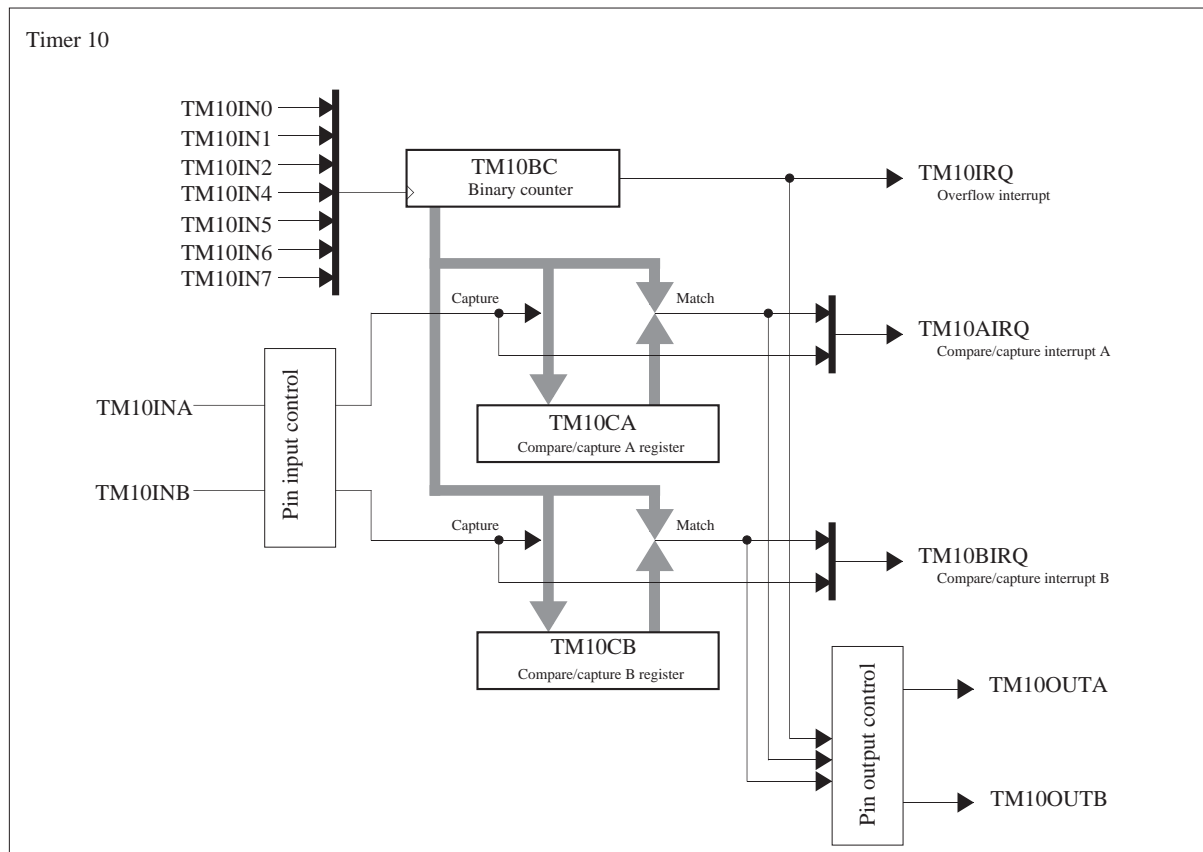 Timer 10
TM10IN0
TM10IN1
TM10IN2
TM10IN4
TM10IN5
TM10IN6
TM10IN7
TM10BC
Binary counter
TM10IRQ
Overflow interrupt
Capture
Match
TM10AIRQ
Compare/capture interrupt A
TM10INA
TM10INB
Pin input control
TM10CA
Compare/capture A register
Capture
Match
TM10BIRQ
Compare/capture interrupt B
TM10CB
Compare/capture B register
Pin output control
TM10OUTA
TM10OUTB